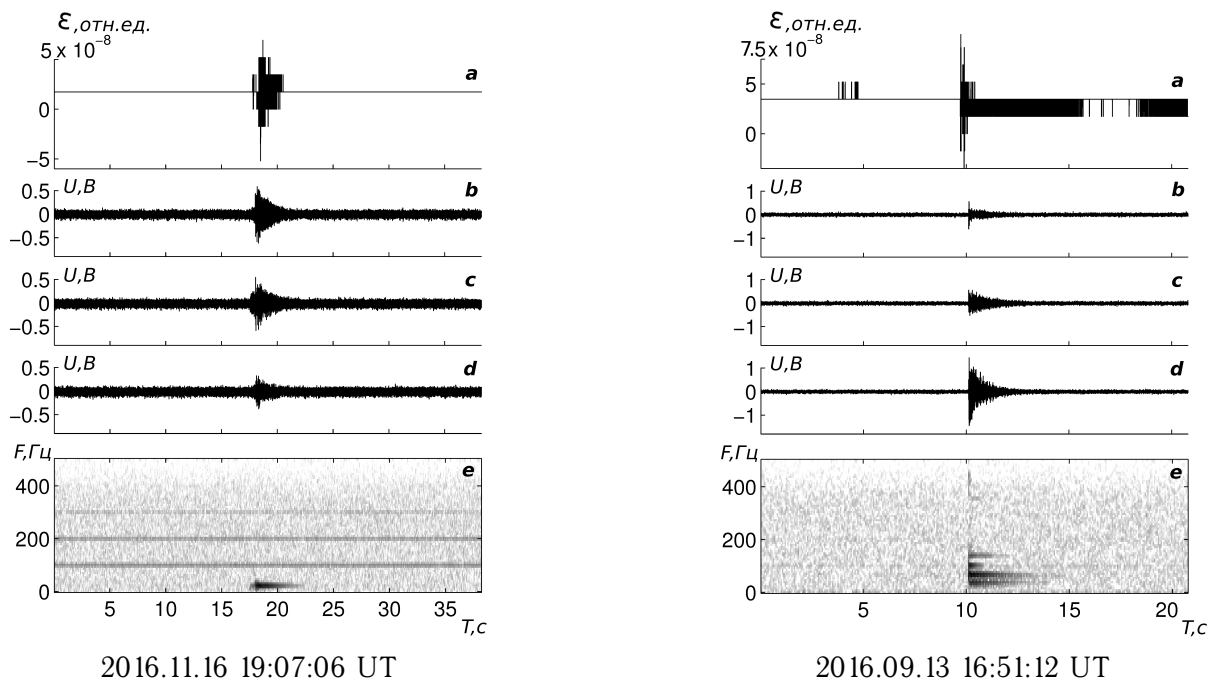 ε,отн.ед.
5 x 10⁻⁸
a
0
−5
0.5
U,В
b
0
−0.5
0.5
U,В
c
0
−0.5
0.5
U,В
d
0
−0.5
F,Гц
e
400
200
0
5 10 15 20 25 30 35
T,с
2016.11.16 19:07:06 UT
ε,отн.ед.
7.5 x 10⁻⁸
a
5
0
1
U,В
b
0
−1
1
U,В
c
0
−1
1
U,В
d
0
−1
F,Гц
e
400
200
0
5 10 15 20
T,с
2016.09.13 16:51:12 UT